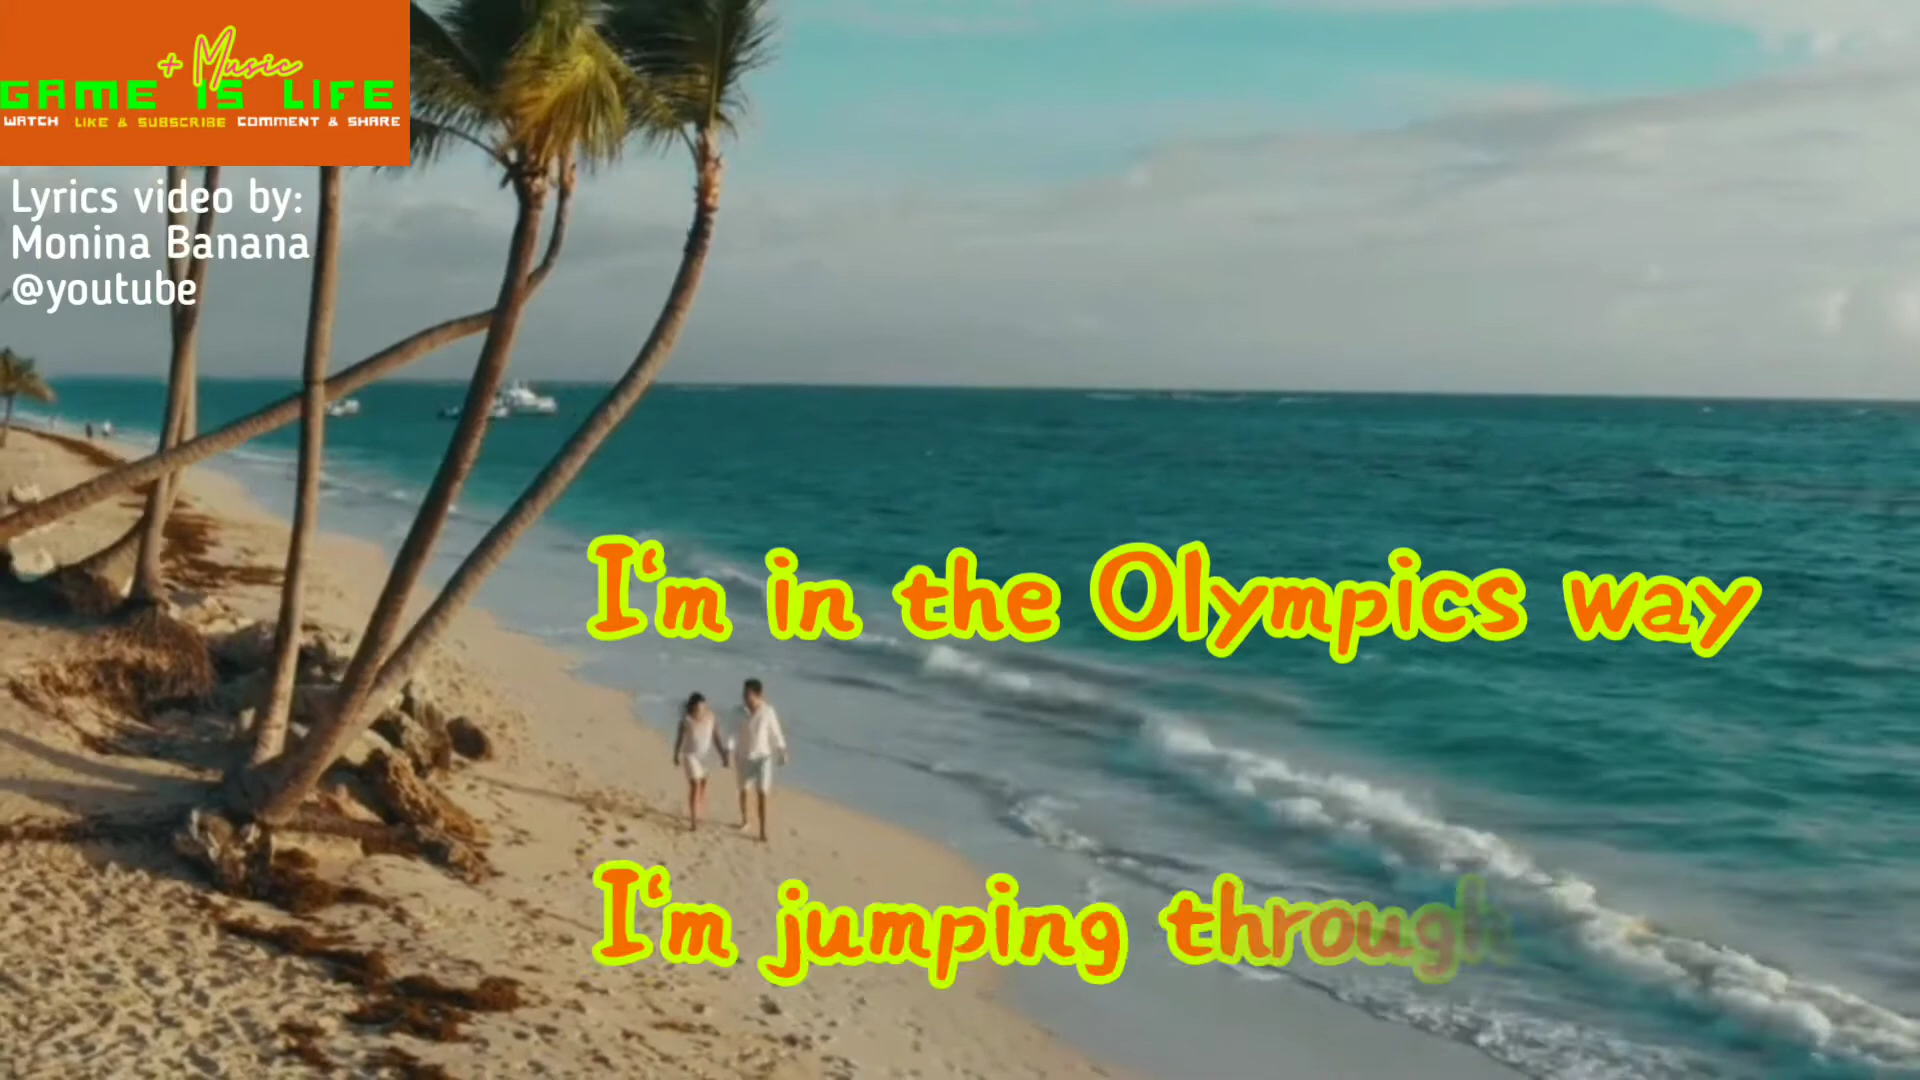 + Music
GAME IS LIFE
WATCH LIKE & SUBSCRIBE COMMENT & SHARE
Lyrics video by:
Monina Banana
@youtube
I'm in the Olympics way
I'm jumping through